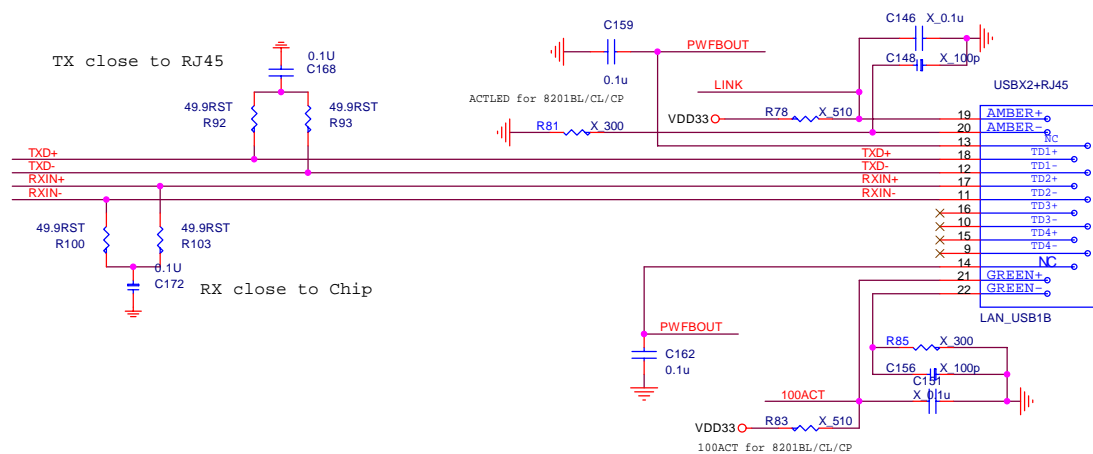 C146 X_0.1u
C159
PWFBOUT
0.1u
C148 X_100p
TX close to RJ45
0.1U
C168
LINK
USBX2+RJ45
ACTLED for 8201BL/CL/CP
49.9RST 49.9RST
R92 R93
VDD33 R78 X_510
R81 X_300
19 AMBER+
20 AMBER-
13 NC
TXD+ TXD+ 18 TD1+
TXD- TXD- 12 TD1-
RXIN+ RXIN+ 17 TD2+
RXIN- RXIN- 11 TD2-
16 TD3+
10 TD3-
15 TD4+
9 TD4-
14 NC
21 GREEN+
22 GREEN-
49.9RST 49.9RST
R100 R103
0.1U
C172
RX close to Chip
LAN_USB1B
PWFBOUT
C162
0.1u
R85 X_300
C156 X_100p
C151
X_0.1u
100ACT
VDD33 R83 X_510
100ACT for 8201BL/CL/CP